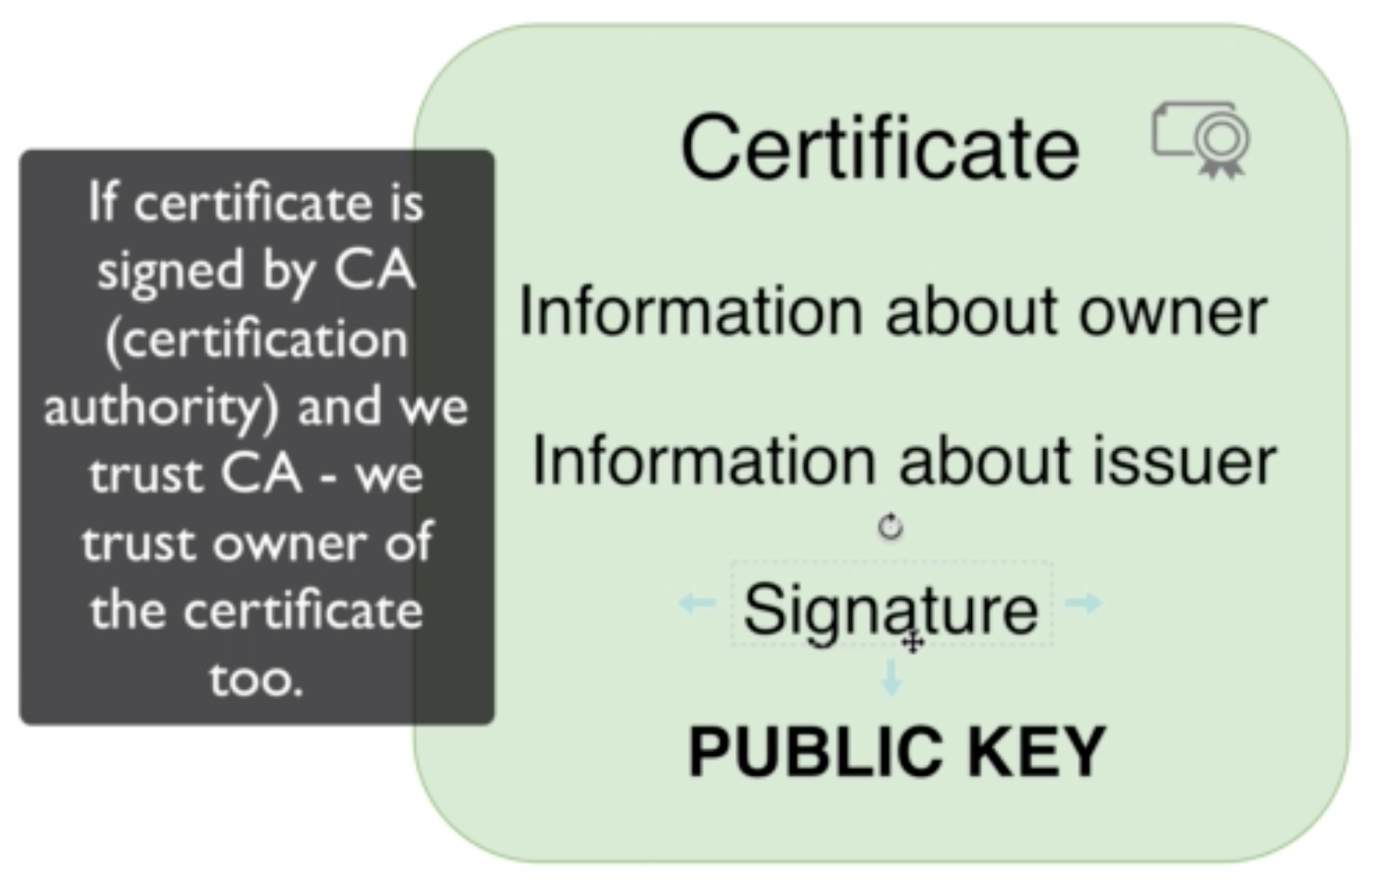 If certificate is
signed by CA
(certification
authority) and we
trust CA - we
trust owner of
the certificate
too.
Certificate
Information about owner
Information about issuer
Signature
PUBLIC KEY